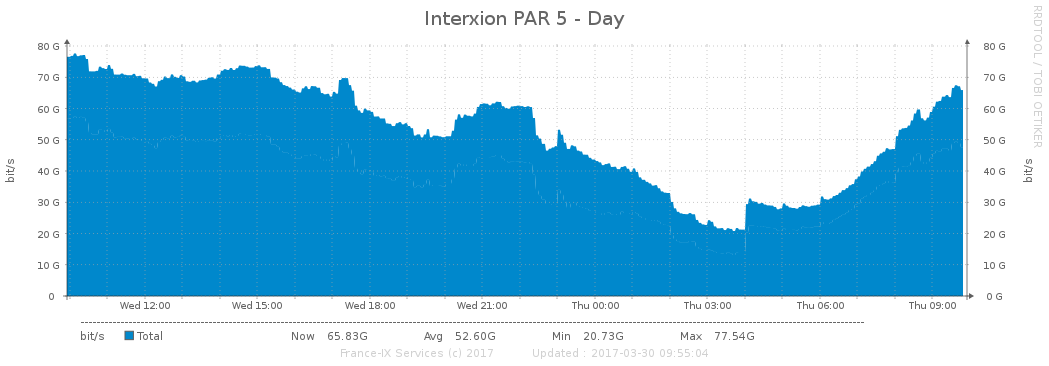 Interxion PAR 5 - Day
RRDTOOL / TOBI OETIKER
bit/s
80 G
70 G
60 G
50 G
40 G
30 G
20 G
10 G
0
80 G
70 G
60 G
50 G
40 G
30 G
20 G
10 G
0 G
bit/s
Wed 12:00 Wed 15:00 Wed 18:00 Wed 21:00 Thu 00:00 Thu 03:00 Thu 06:00 Thu 09:00
bit/s Total Now 65.83G Avg 52.60G Min 20.73G Max 77.54G
France-IX Services (c) 2017 Updated : 2017-03-30 09:55:04